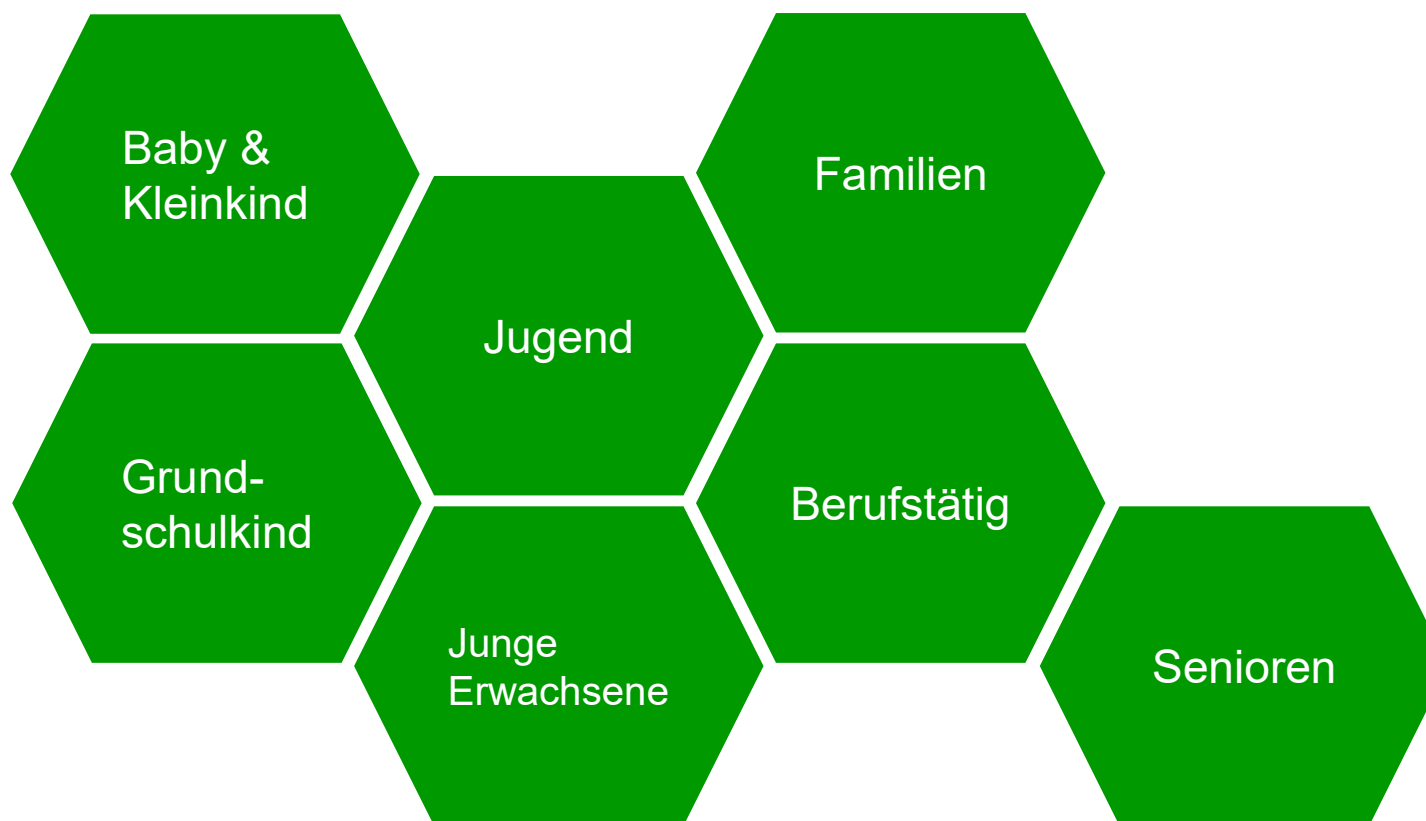 Baby &
Kleinkind
Grund-
schulkind
Jugend
Junge
Erwachsene
Familien
Berufstätig
Senioren